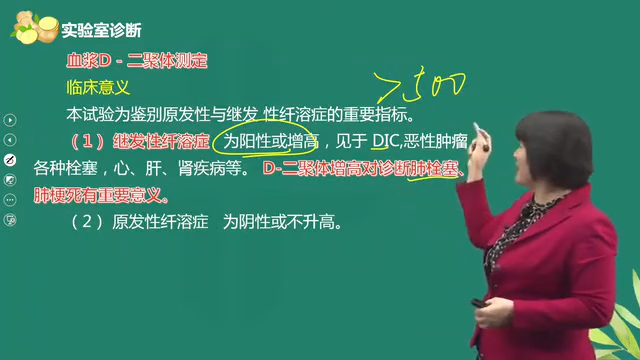 实验室诊断
血浆D - 二聚体测定
临床意义
>500
本试验为鉴别原发性与继发 性纤溶症的重要指标。
（1） 继发性纤溶症 为阳性或增高，见于 DIC,恶性肿瘤
各种栓塞，心、肝、肾疾病等。 D-二聚体增高对诊断肺栓塞、
肺梗死有重要意义。
（2） 原发性纤溶症 为阴性或不升高。